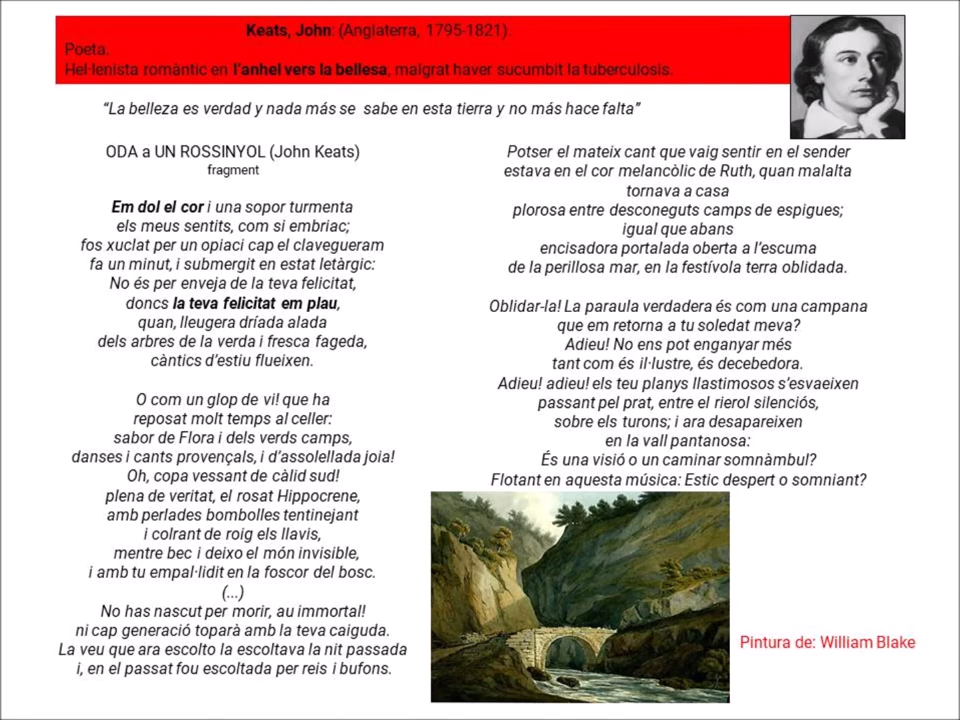 Keats, John: (Anglaterra, 1795-1821).
Poeta.
Hel·lenista romàntic en l'anhel vers la bellesa, malgrat haver sucumbit la tuberculosis.
“La belleza es verdad y nada más se sabe en esta tierra y no más hace falta”
ODA a UN ROSSINYOL (John Keats)
fragment
Em dol el cor i una sopor turmenta
els meus sentits, com si embriac;
fos xuclat per un opiaci cap el clavegueram
fa un minut, i submergit en estat letàrgic:
No és per enveja de la teva felicitat,
doncs la teva felicitat em plau,
quan, lleugera dríada alada
dels arbres de la verda i fresca fageda,
càntics d'estiu flueixen.
O com un glop de vi! que ha
reposat molt temps al celler:
sabor de Flora i dels verds camps,
danses i cants provençals, i d'assolellada joia!
Oh, copa vessant de càlid sud!
plena de veritat, el rosat Hippocrene,
amb perlades bombolles tentinejant
i colrant de roig els llavis,
mentre bec i deixo el món invisible,
i amb tu empal·lidit en la foscor del bosc.
(...)
No has nascut per morir, au immortal!
ni cap generació toparà amb la teva caiguda.
La veu que ara escolto la escoltava la nit passada
i, en el passat fou escoltada per reis i bufons.
Potser el mateix cant que vaig sentir en el sender
estava en el cor melancòlic de Ruth, quan malalta
tornava a casa
plorosa entre desconeguts camps de espigues;
igual que abans
encisadora portalada oberta a l'escuma
de la perillosa mar, en la festívola terra oblidada.
Oblidar-la! La paraula verdadera és com una campana
que em retorna a tu soledat meva?
Adieu! No ens pot enganyar més
tant com és il·lustre, és decebedora.
Adieu! adieu! els teu planys llastimosos s'esvaeixen
passant pel prat, entre el rierol silenciós,
sobre els turons; i ara desapareixen
en la vall pantanosa:
És una visió o un caminar somnàmbul?
Flotant en aquesta música: Estic despert o somniant?
Pintura de: William Blake